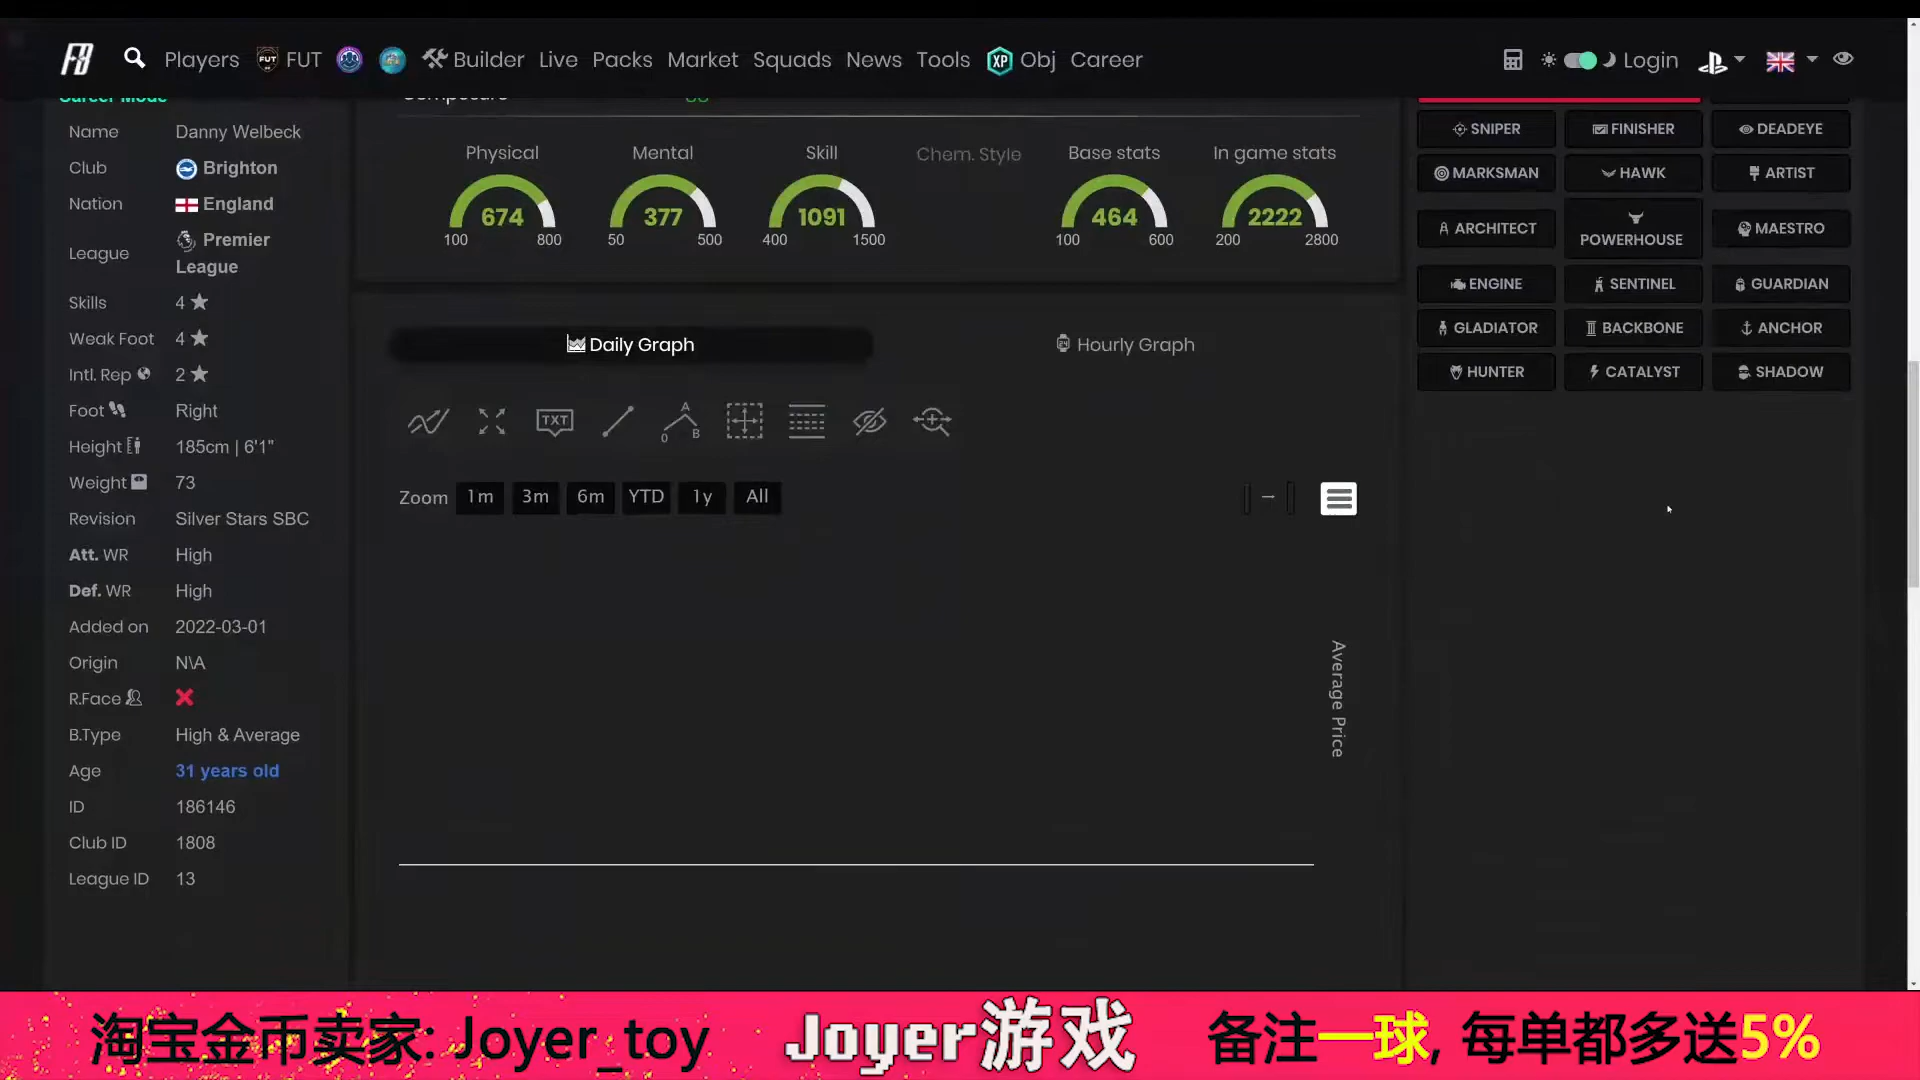 FB Players FUT Builder Live Packs Market Squads News Tools XP Obj Career Login
Career Mode
Name Danny Welbeck
Club Brighton
Nation England
League Premier League
Skills 4
Weak Foot 4
Intl. Rep 2
Foot Right
Height 185cm | 6'1"
Weight 73
Revision Silver Stars SBC
Att. WR High
Def. WR High
Added on 2022-03-01
Origin N\A
R.Face
B.Type High & Average
Age 31 years old
ID 186146
Club ID 1808
League ID 13
Composure
Physical Mental Skill Chem. Style Base stats In game stats
674 377 1091 464 2222
100 800 50 500 400 1500 100 600 200 2800
Daily Graph Hourly Graph
TXT
A
0 B
Zoom 1m 3m 6m YTD 1y All →
Average Price
SNIPER FINISHER DEADEYE
MARKSMAN HAWK ARTIST
ARCHITECT POWERHOUSE MAESTRO
ENGINE SENTINEL GUARDIAN
GLADIATOR BACKBONE ANCHOR
HUNTER CATALYST SHADOW
淘宝金币卖家: Joyer_toy Joyer游戏 备注一球, 每单都多送5%